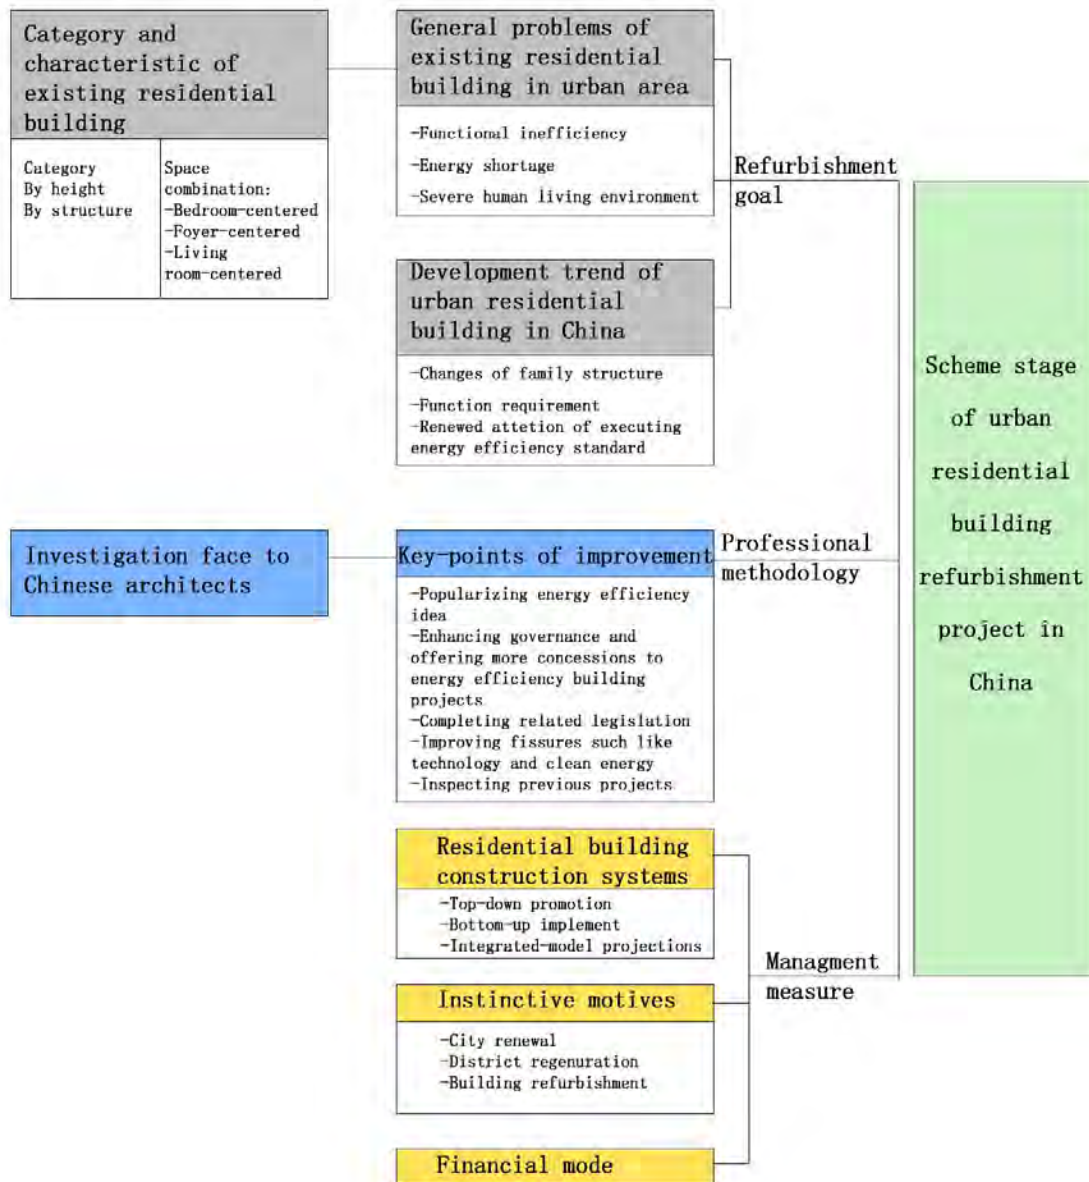 Category and
characteristic of
existing residential
building
Category
By height
By structure
Space
combination:
-Bedroom-centered
-Foyer-centered
-Living
room-centered
General problems of
existing residential
building in urban area
-Functional inefficiency
-Energy shortage
-Severe human living environment
Development trend of
urban residential
building in China
-Changes of family structure
-Function requirement
-Renewed attetion of executing
energy efficiency standard
Refurbishment
goal
Investigation face to
Chinese architects
Key-points of improvement
-Popularizing energy efficiency
idea
-Enhancing governance and
offering more concessions to
energy efficiency building
projects
-Completing related legislation
-Improving fissures such like
technology and clean energy
-Inspecting previous projects
Professional
methodology
Residential building
construction systems
-Top-down promotion
-Bottom-up implement
-Integrated-model projections
Instinctive motives
-City renewal
-District regenuration
-Building refurbishment
Financial mode
Managment
measure
Scheme stage
of urban
residential
building
refurbishment
project in
China